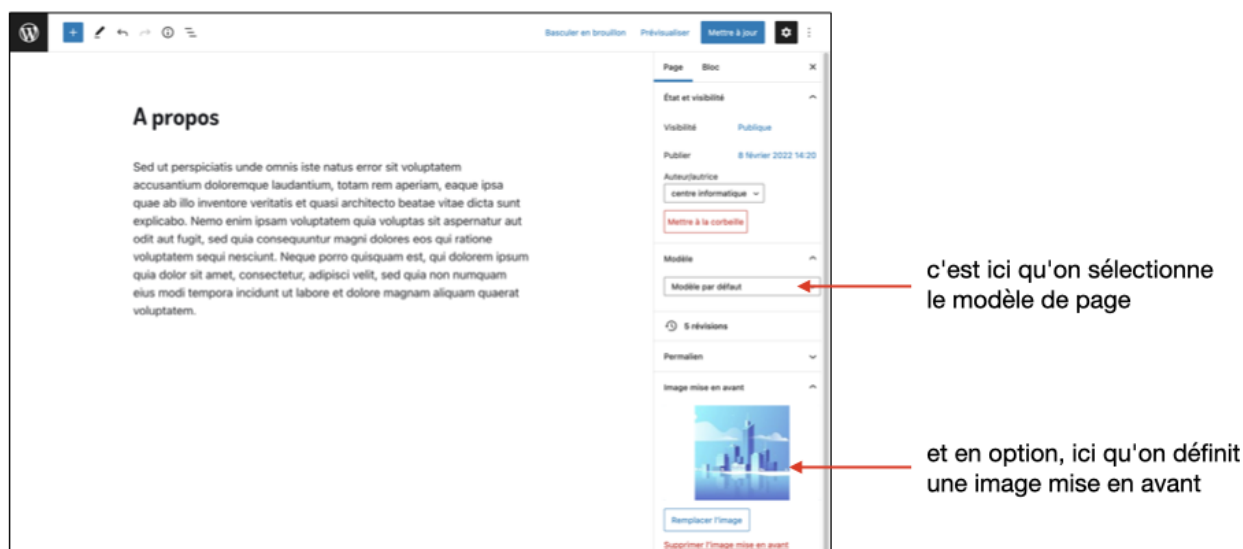 Basculer en brouillon Prévisualiser Mettre à jour
Page Bloc
État et visibilité
Visibilité Publique
Publier 8 février 2022 14:20
Auteur/autrice
centre informatique
Mettre à la corbeille
Modèle
Modèle par défaut
5 révisions
Permalien
Image mise en avant
Remplacer l'image
Supprimer l'image mise en avant
A propos
Sed ut perspiciatis unde omnis iste natus error sit voluptatem
accusantium doloremque laudantium, totam rem aperiam, eaque ipsa
quae ab illo inventore veritatis et quasi architecto beatae vitae dicta sunt
explicabo. Nemo enim ipsam voluptatem quia voluptas sit aspernatur aut
odit aut fugit, sed quia consequuntur magni dolores eos qui ratione
voluptatem sequi nesciunt. Neque porro quisquam est, qui dolorem ipsum
quia dolor sit amet, consectetur, adipisci velit, sed quia non numquam
eius modi tempora incidunt ut labore et dolore magnam aliquam quaerat
voluptatem.
c'est ici qu'on sélectionne
le modèle de page
et en option, ici qu'on définit
une image mise en avant